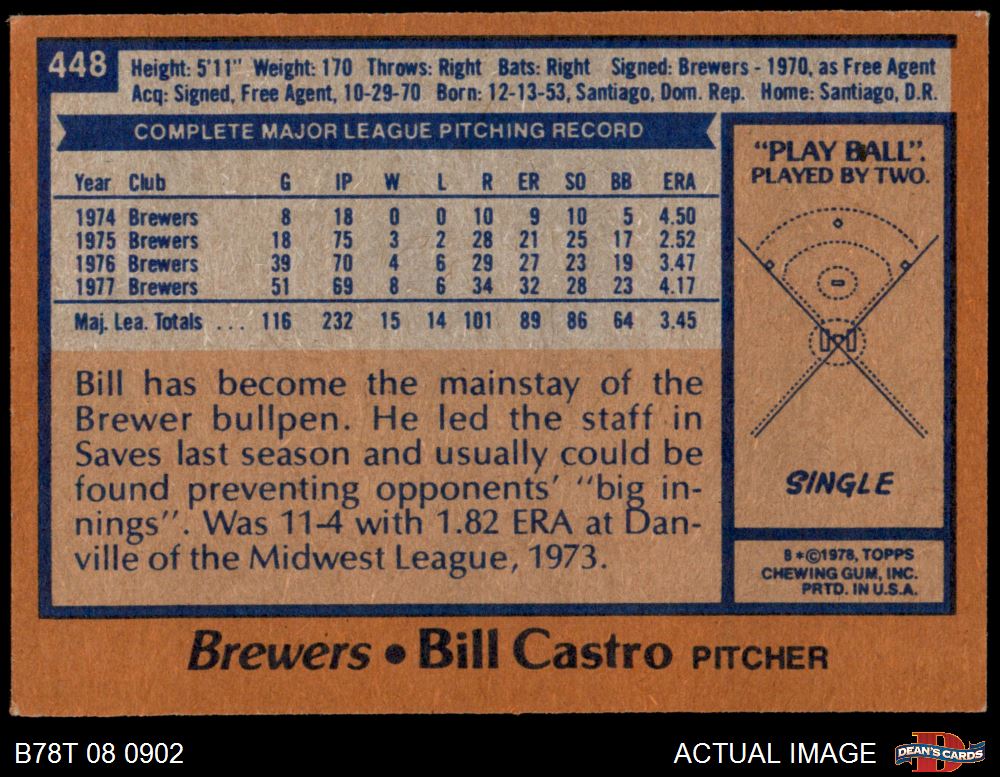 448
Height: 5'11" Weight: 170 Throws: Right Bats: Right Signed: Brewers - 1970, as Free Agent
Acq: Signed, Free Agent, 10-29-70 Born: 12-13-53, Santiago, Dom. Rep. Home: Santiago, D.R.
COMPLETE MAJOR LEAGUE PITCHING RECORD
Year Club G IP W L R ER SO BB ERA
1974 Brewers 8 18 0 0 10 9 10 5 4.50
1975 Brewers 18 75 3 2 28 21 25 17 2.52
1976 Brewers 39 70 4 6 29 27 23 19 3.47
1977 Brewers 51 69 8 6 34 32 28 23 4.17
Maj. Lea. Totals ... 116 232 15 14 101 89 86 64 3.45
Bill has become the mainstay of the
Brewer bullpen. He led the staff in
Saves last season and usually could be
found preventing opponents' "big in-
nings". Was 11-4 with 1.82 ERA at Dan-
ville of the Midwest League, 1973.
"PLAY BALL".
PLAYED BY TWO.
SINGLE
B*©1978, TOPPS
CHEWING GUM, INC.
PRTD. IN U.S.A.
Brewers • Bill Castro PITCHER
B78T 08 0902
ACTUAL IMAGE
DEAN'S CARDS